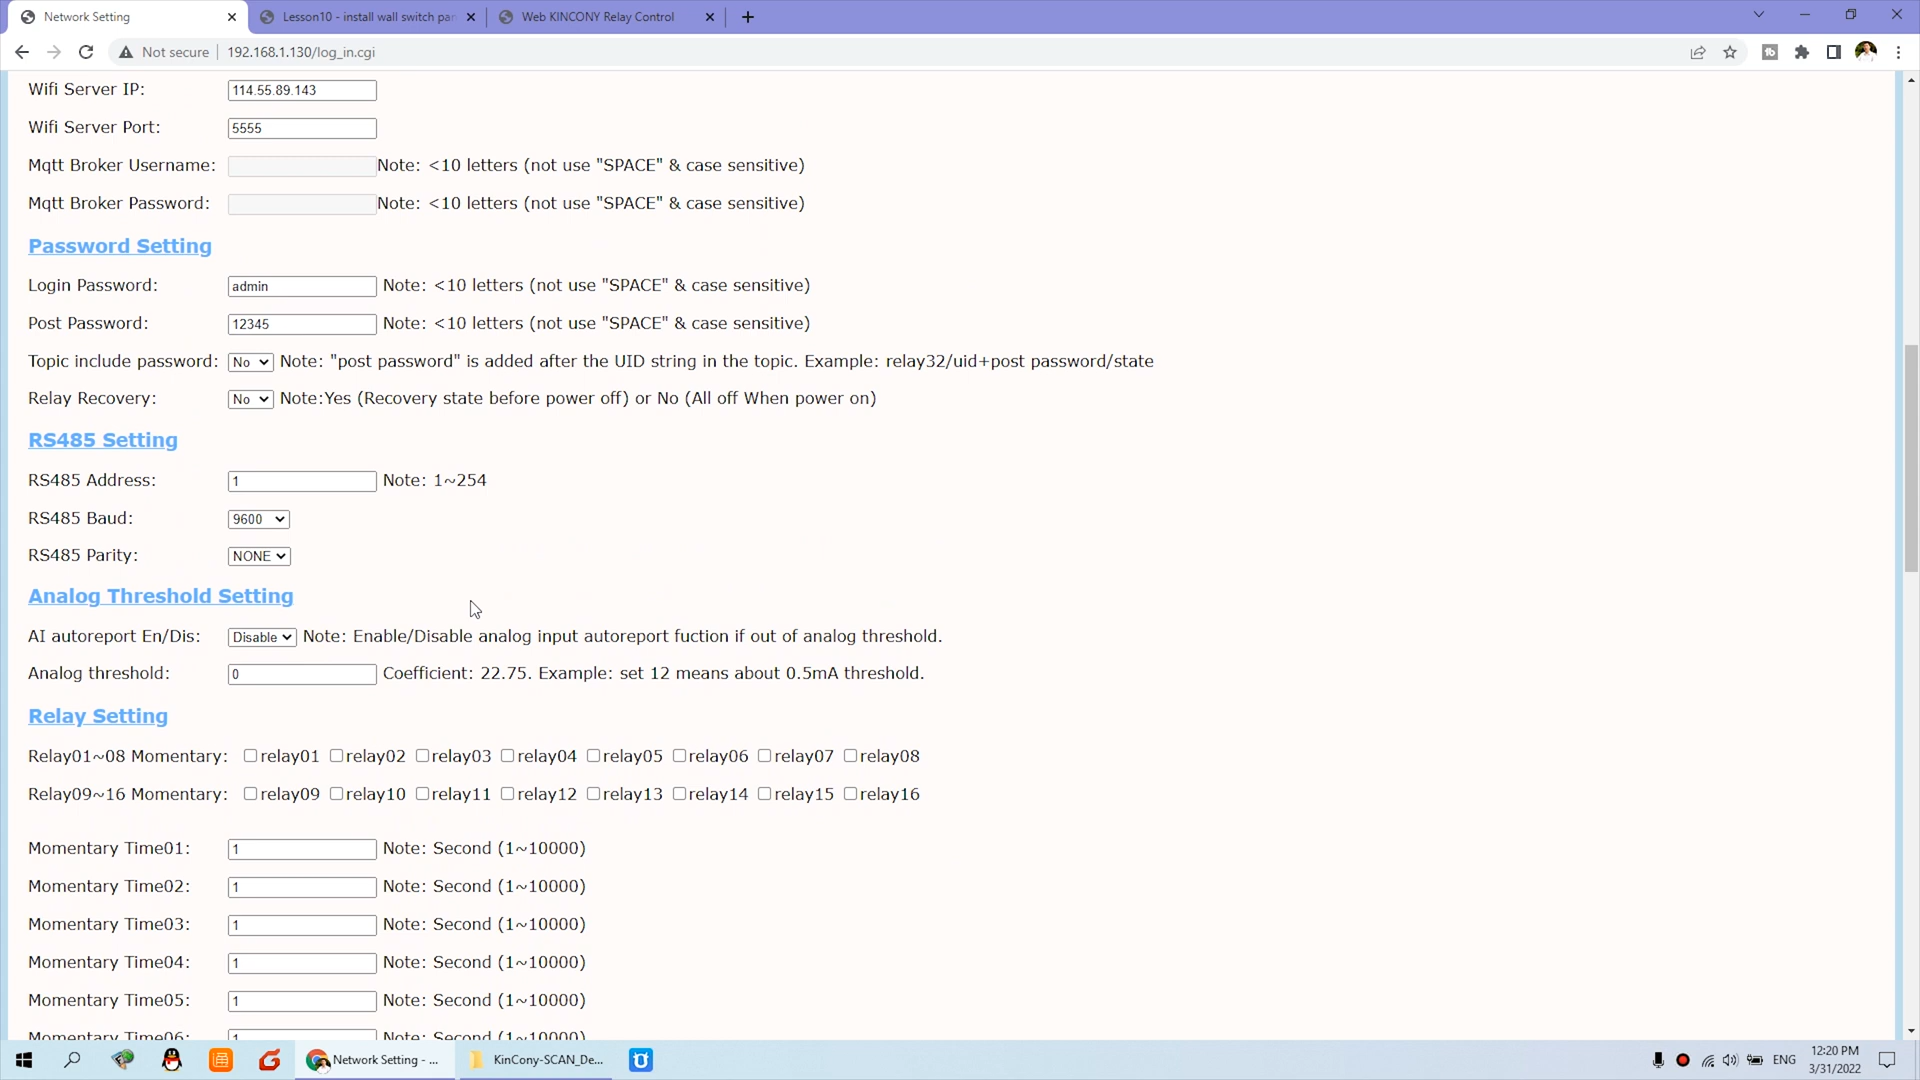 Network Setting
Lesson10 - install wall switch par
Web KINCONY Relay Control
Not secure
192.168.1.130/log_in.cgi
Wifi Server IP: 114.55.89.143
Wifi Server Port: 5555
Mqtt Broker Username: Note: <10 letters (not use "SPACE" & case sensitive)
Mqtt Broker Password: Note: <10 letters (not use "SPACE" & case sensitive)
Password Setting
Login Password: admin Note: <10 letters (not use "SPACE" & case sensitive)
Post Password: 12345 Note: <10 letters (not use "SPACE" & case sensitive)
Topic include password: No Note: "post password" is added after the UID string in the topic. Example: relay32/uid+post password/state
Relay Recovery: No Note:Yes (Recovery state before power off) or No (All off When power on)
RS485 Setting
RS485 Address: 1 Note: 1~254
RS485 Baud: 9600
RS485 Parity: NONE
Analog Threshold Setting
AI autoreport En/Dis: Disable Note: Enable/Disable analog input autoreport fuction if out of analog threshold.
Analog threshold: 0 Coefficient: 22.75. Example: set 12 means about 0.5mA threshold.
Relay Setting
Relay01~08 Momentary: relay01 relay02 relay03 relay04 relay05 relay06 relay07 relay08
Relay09~16 Momentary: relay09 relay10 relay11 relay12 relay13 relay14 relay15 relay16
Momentary Time01: 1 Note: Second (1~10000)
Momentary Time02: 1 Note: Second (1~10000)
Momentary Time03: 1 Note: Second (1~10000)
Momentary Time04: 1 Note: Second (1~10000)
Momentary Time05: 1 Note: Second (1~10000)
Momentary Time06: 1 Note: Second (1~10000)
Network Setting - ...
KinCony-SCAN_De...
ENG
12:20 PM
3/31/2022